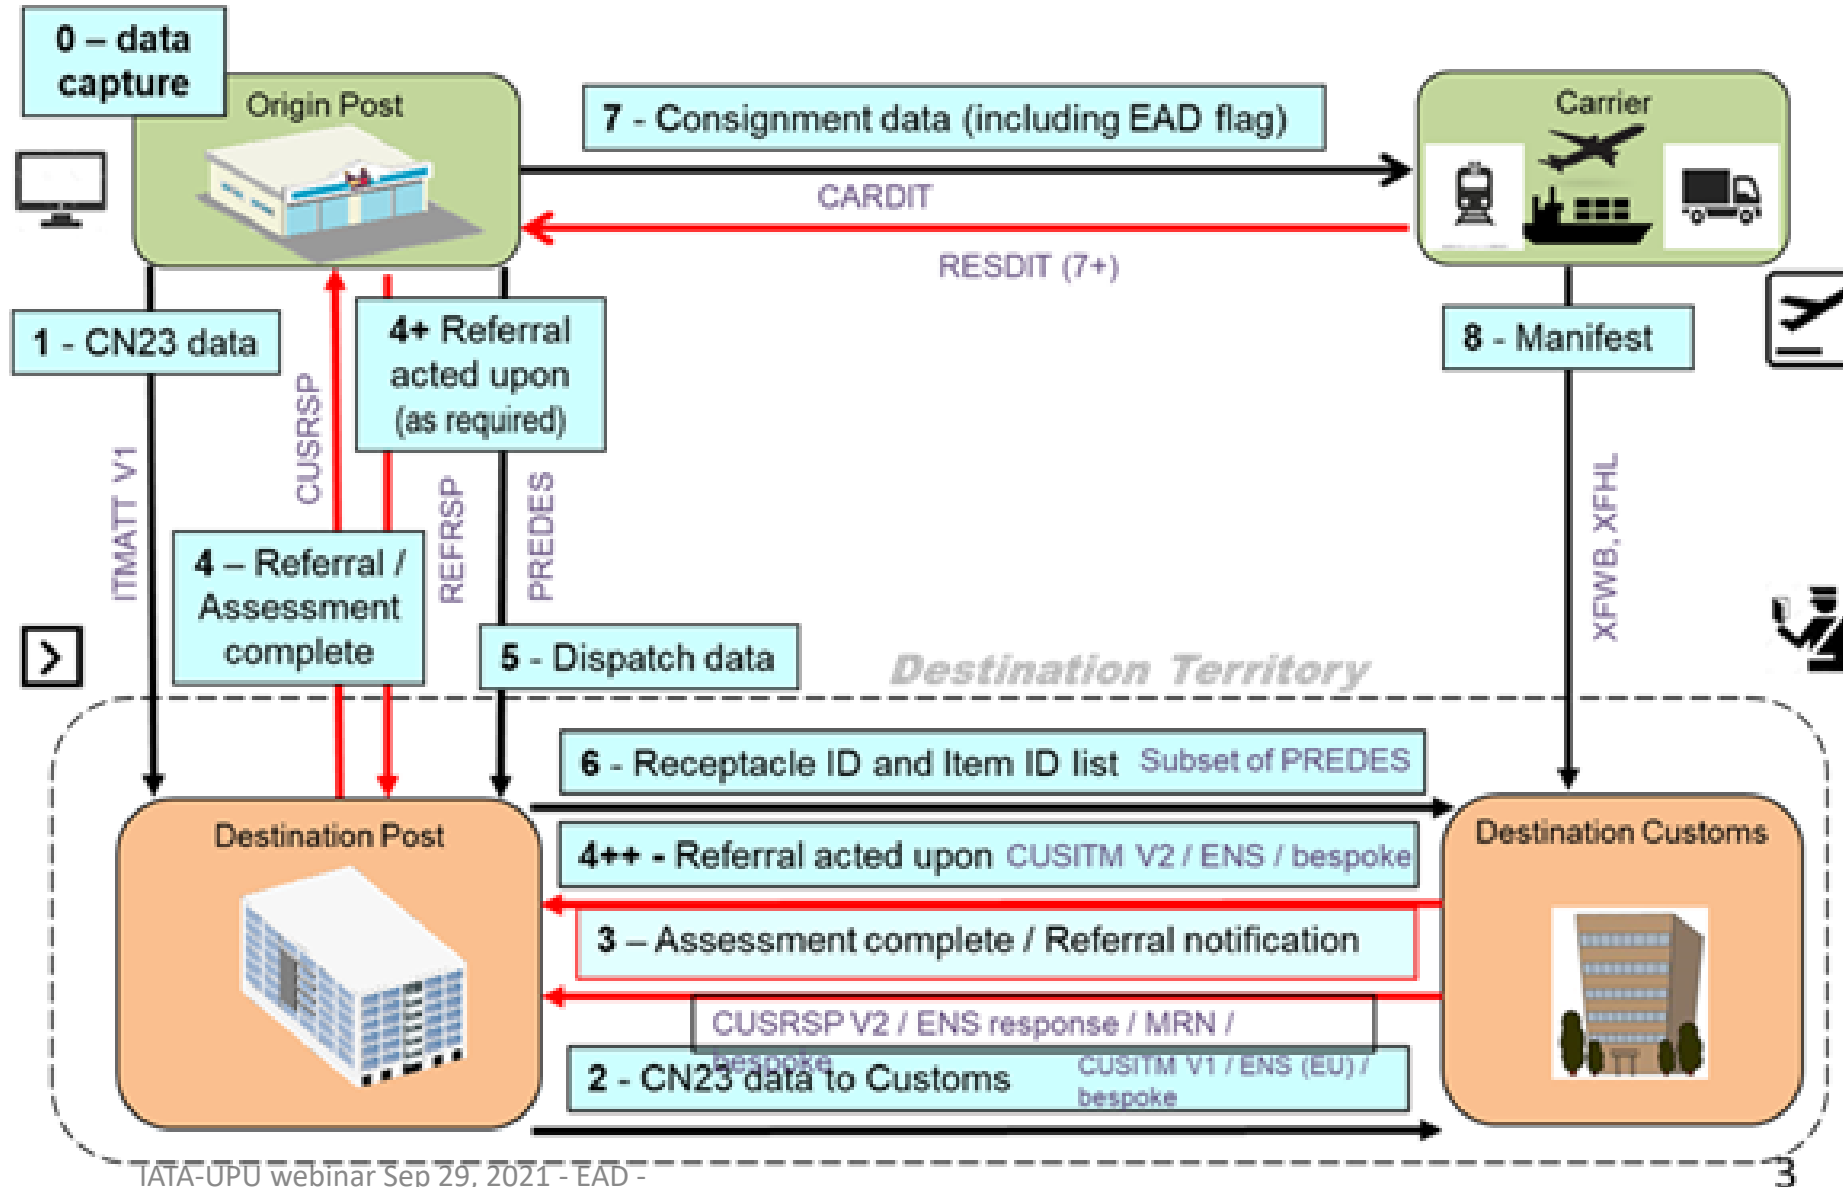 0 – data
capture
Origin Post
7 - Consignment data (including EAD flag)
Carrier
CARDIT
RESDIT (7+)
1 - CN23 data
4+ Referral
acted upon
(as required)
8 - Manifest
ITMATT V1
CUSRSP
REFRSP
PREDES
XFWB, XFHL
4 – Referral /
Assessment
complete
5 - Dispatch data
Destination Territory
6 - Receptacle ID and Item ID list Subset of PREDES
Destination Post
Destination Customs
4++ - Referral acted upon CUSITM V2 / ENS / bespoke
3 – Assessment complete / Referral notification
CUSRSP V2 / ENS response / MRN /
bespoke
2 - CN23 data to Customs
CUSITM V1 / ENS (EU) /
bespoke
IATA-UPU webinar Sep 29, 2021 - EAD -
3